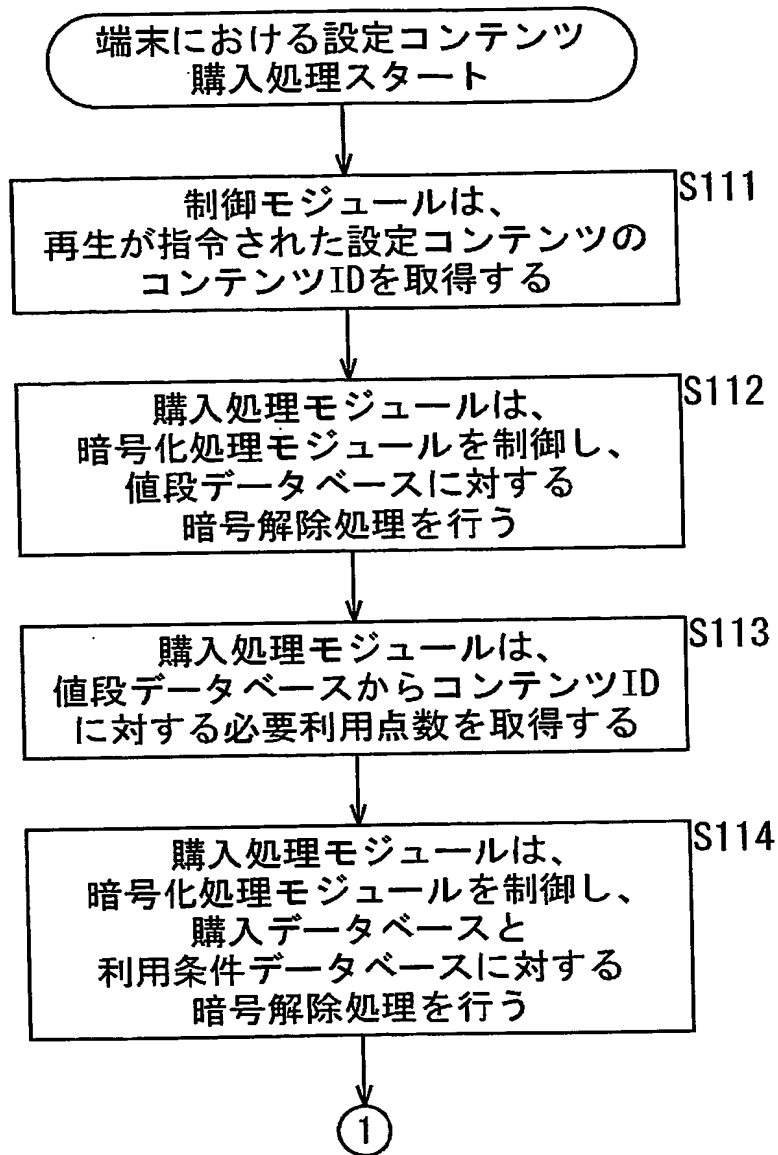 端末における設定コンテンツ
購入処理スタート
S111
制御モジュールは、
再生が指令された設定コンテンツの
コンテンツIDを取得する
S112
購入処理モジュールは、
暗号化処理モジュールを制御し、
値段データベースに対する
暗号解除処理を行う
S113
購入処理モジュールは、
値段データベースからコンテンツID
に対する必要利用点数を取得する
S114
購入処理モジュールは、
暗号化処理モジュールを制御し、
購入データベースと
利用条件データベースに対する
暗号解除処理を行う
1